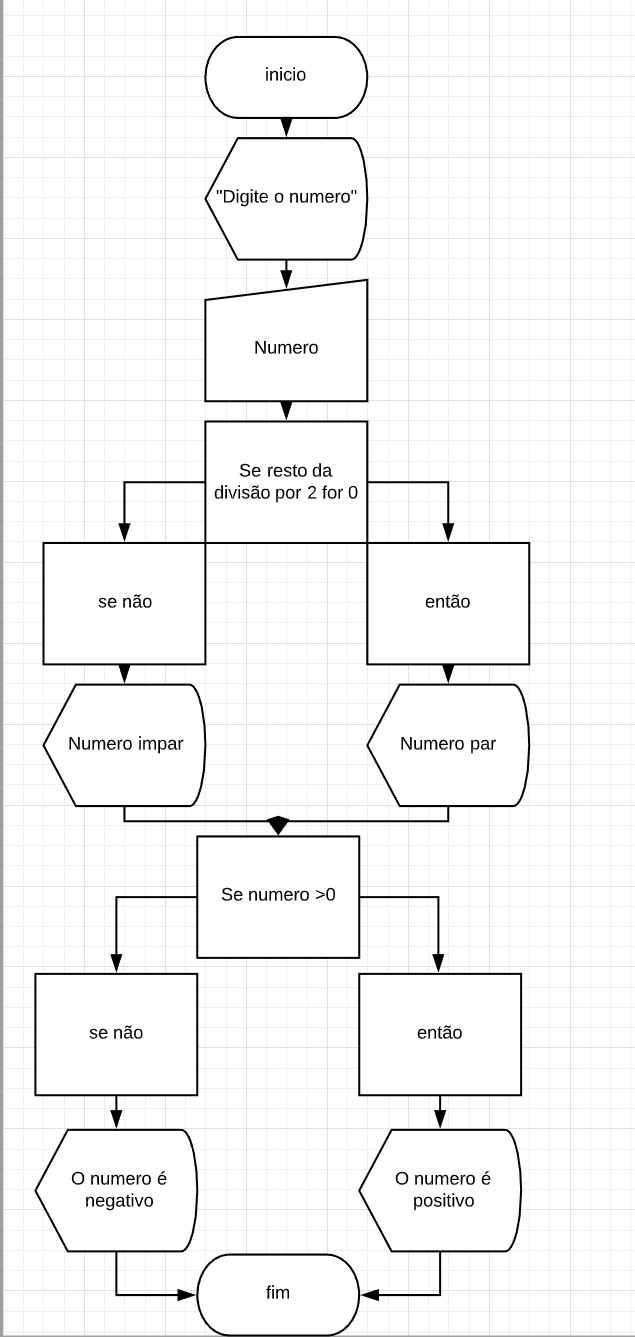 inicio
"Digite o numero"
Numero
Se resto da
divisão por 2 for 0
se não
então
Numero impar
Numero par
Se numero >0
se não
então
O numero é
negativo
O numero é
positivo
fim